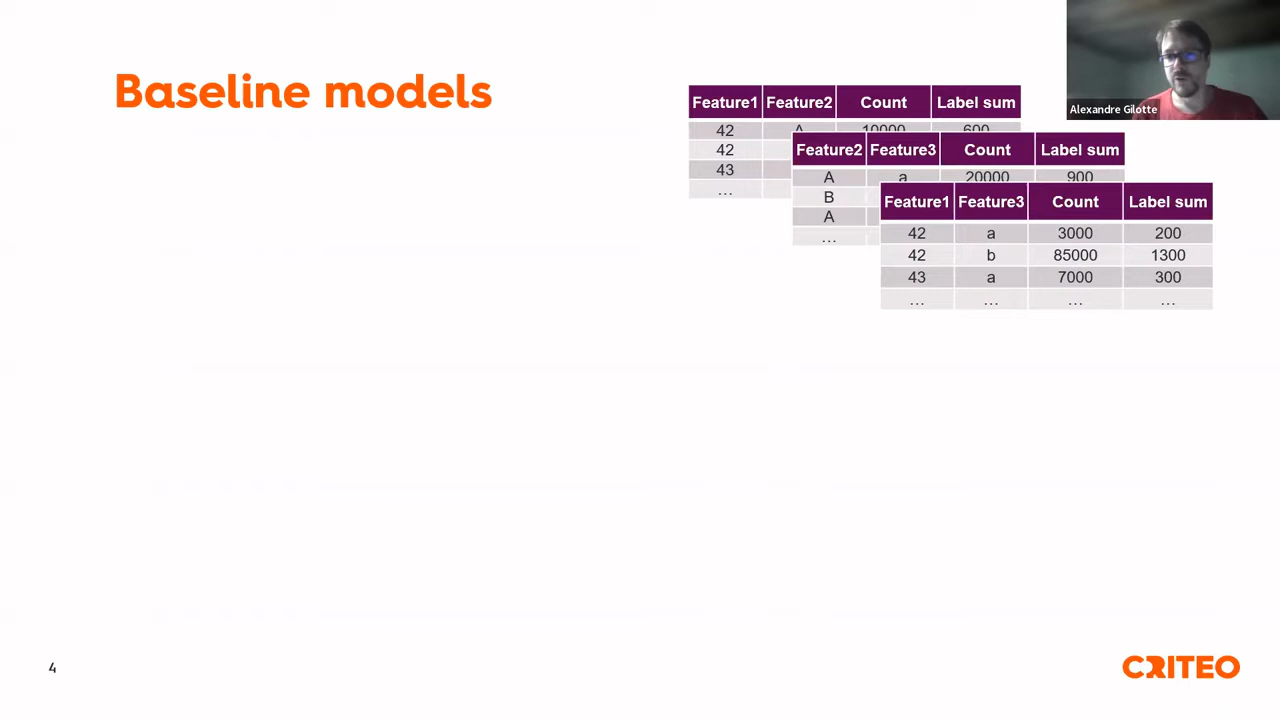 Baseline models
Alexandre Gilotte
Feature1 Feature2 Count Label sum
42 A 10000 600
42
43
…
Feature2 Feature3 Count Label sum
A a 20000 900
B
A
…
Feature1 Feature3 Count Label sum
42 a 3000 200
42 b 85000 1300
43 a 7000 300
… … … …
4
CRITEO